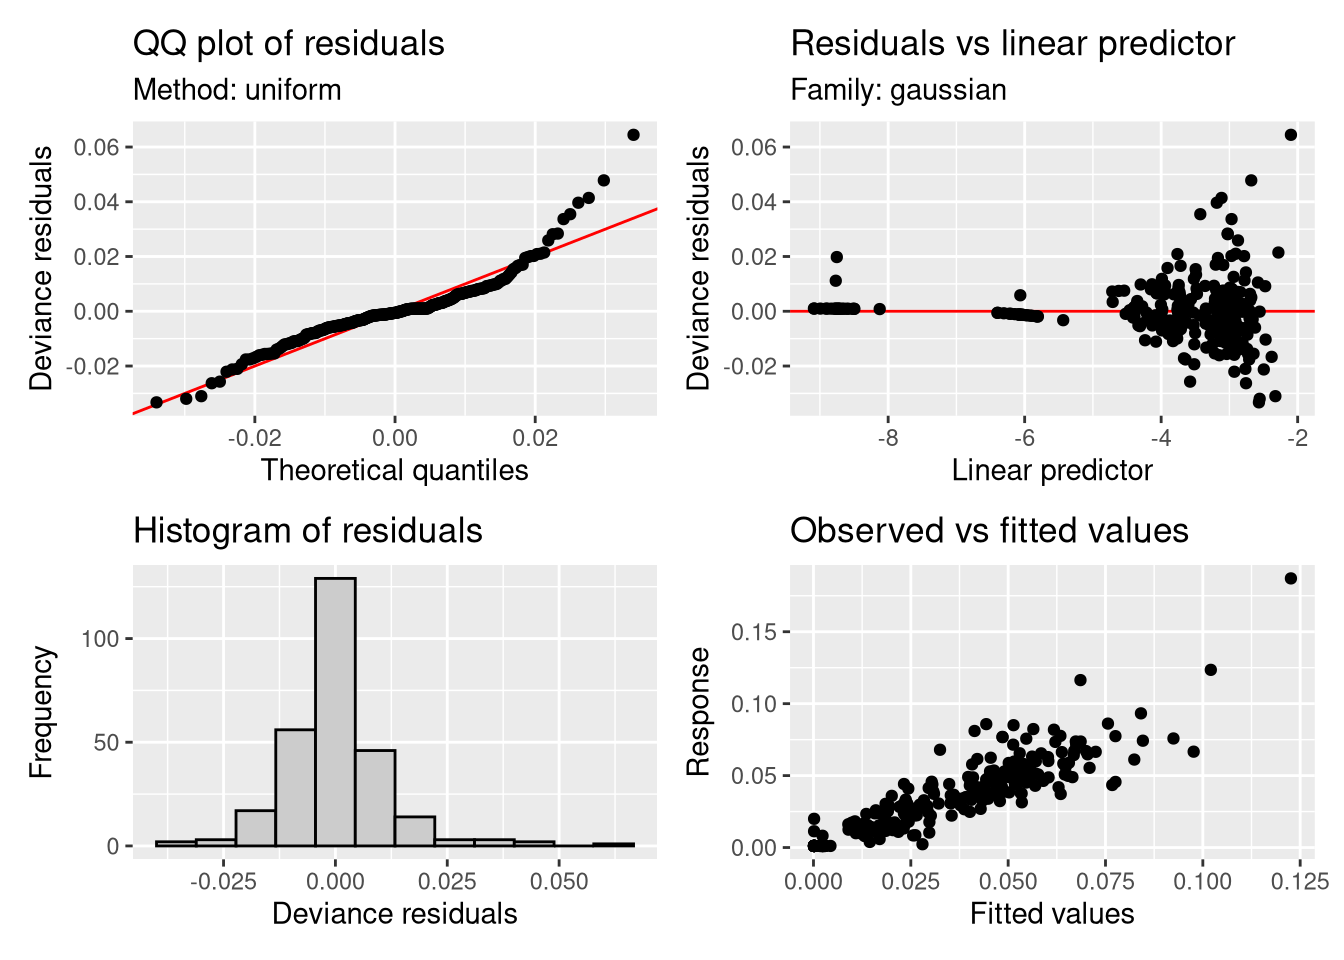 QQ plot of residuals
Method: uniform
0.06
0.04
0.02
0.00
-0.02
Deviance residuals
-0.02
0.00
0.02
Theoretical quantiles
Residuals vs linear predictor
Family: gaussian
0.06
0.04
0.02
0.00
-0.02
Deviance residuals
-8
-6
-4
-2
Linear predictor
Histogram of residuals
100
50
0
Frequency
-0.025
0.000
0.025
0.050
Deviance residuals
Observed vs fitted values
0.15
0.10
0.05
0.00
Response
0.000
0.025
0.050
0.075
0.100
0.125
Fitted values